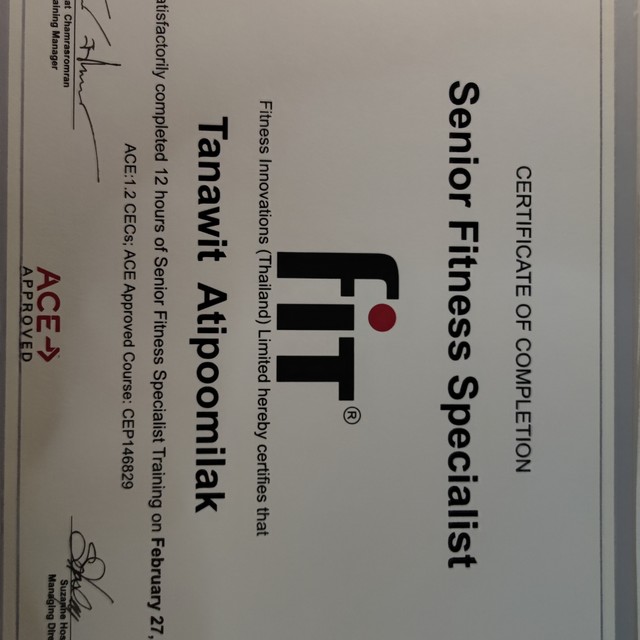 CERTIFICATE OF COMPLETION
Senior Fitness Specialist
fiT®
Fitness Innovations (Thailand) Limited hereby certifies that
Tanawit Atipoomilak
atisfactorily completed 12 hours of Senior Fitness Specialist Training on February 27,
ACE:1.2 CECs; ACE Approved Course: CEP146829
at Chamrasromran
aining Manager
ACE
APPROVED
Suzanne Hos
Managing Dire